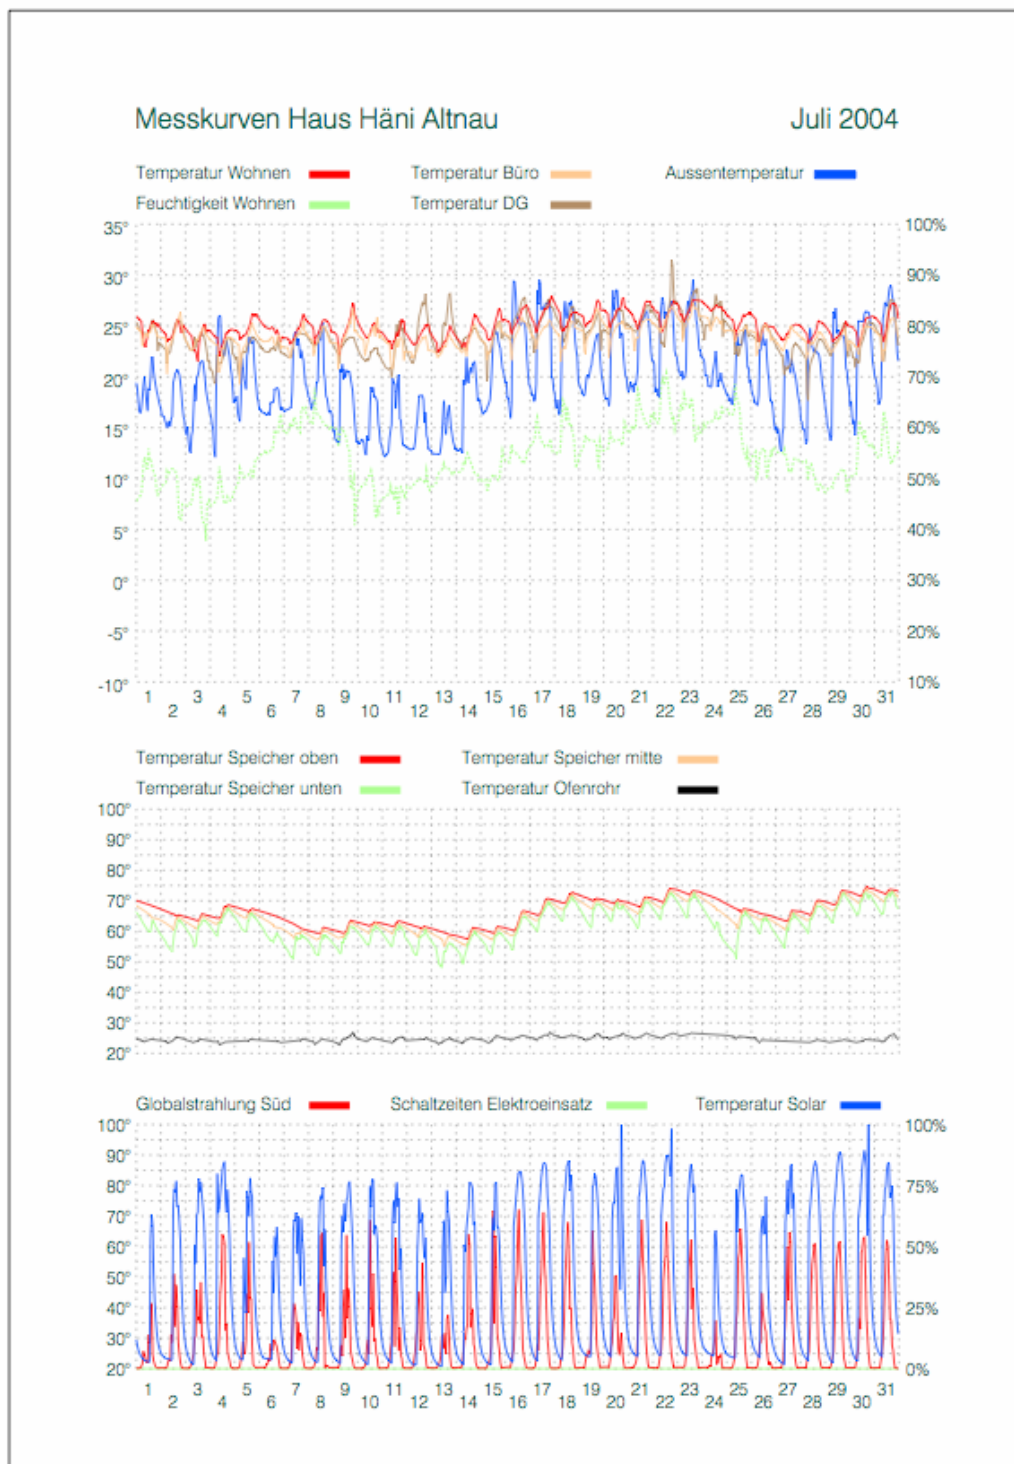 Messkurven Haus Häni Altnau Juli 2004
Temperatur Wohnen Temperatur Büro Aussentemperatur
Feuchtigkeit Wohnen Temperatur DG
35° 100%
30° 90%
25° 80%
20° 70%
15° 60%
10° 50%
5° 40%
0° 30%
-5° 20%
-10° 10%
1 3 5 7 9 11 13 15 17 19 21 23 25 27 29 31
2 4 6 8 10 12 14 16 18 20 22 24 26 28 30
Temperatur Speicher oben Temperatur Speicher mitte
Temperatur Speicher unten Temperatur Ofenrohr
100°
90°
80°
70°
60°
50°
40°
30°
20°
Globalstrahlung Süd Schaltzeiten Elektroeinsatz Temperatur Solar
100° 100%
90°
80° 75%
70°
60° 50%
50°
40° 25%
30°
20° 0%
1 3 5 7 9 11 13 15 17 19 21 23 25 27 29 31
2 4 6 8 10 12 14 16 18 20 22 24 26 28 30